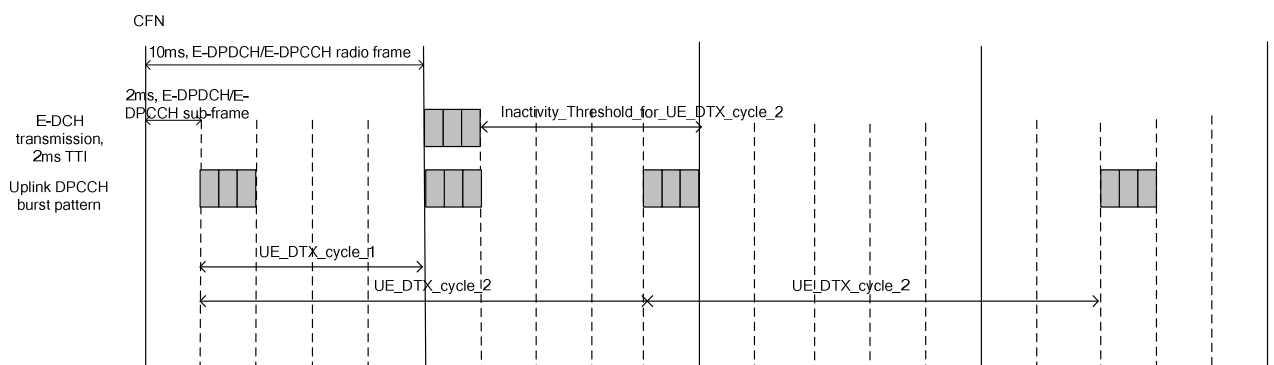 CFN
10ms, E-DPDCH/E-DPCCH radio frame
2ms, E-DPDCH/E-
DPCCH sub-frame
E-DCH
transmission,
2ms TTI
Inactivity_Threshold_for_UE_DTX_cycle_2
Uplink DPCCH
burst pattern
UE_DTX_cycle_1
UE_DTX_cycle_2
UE_DTX_cycle_2